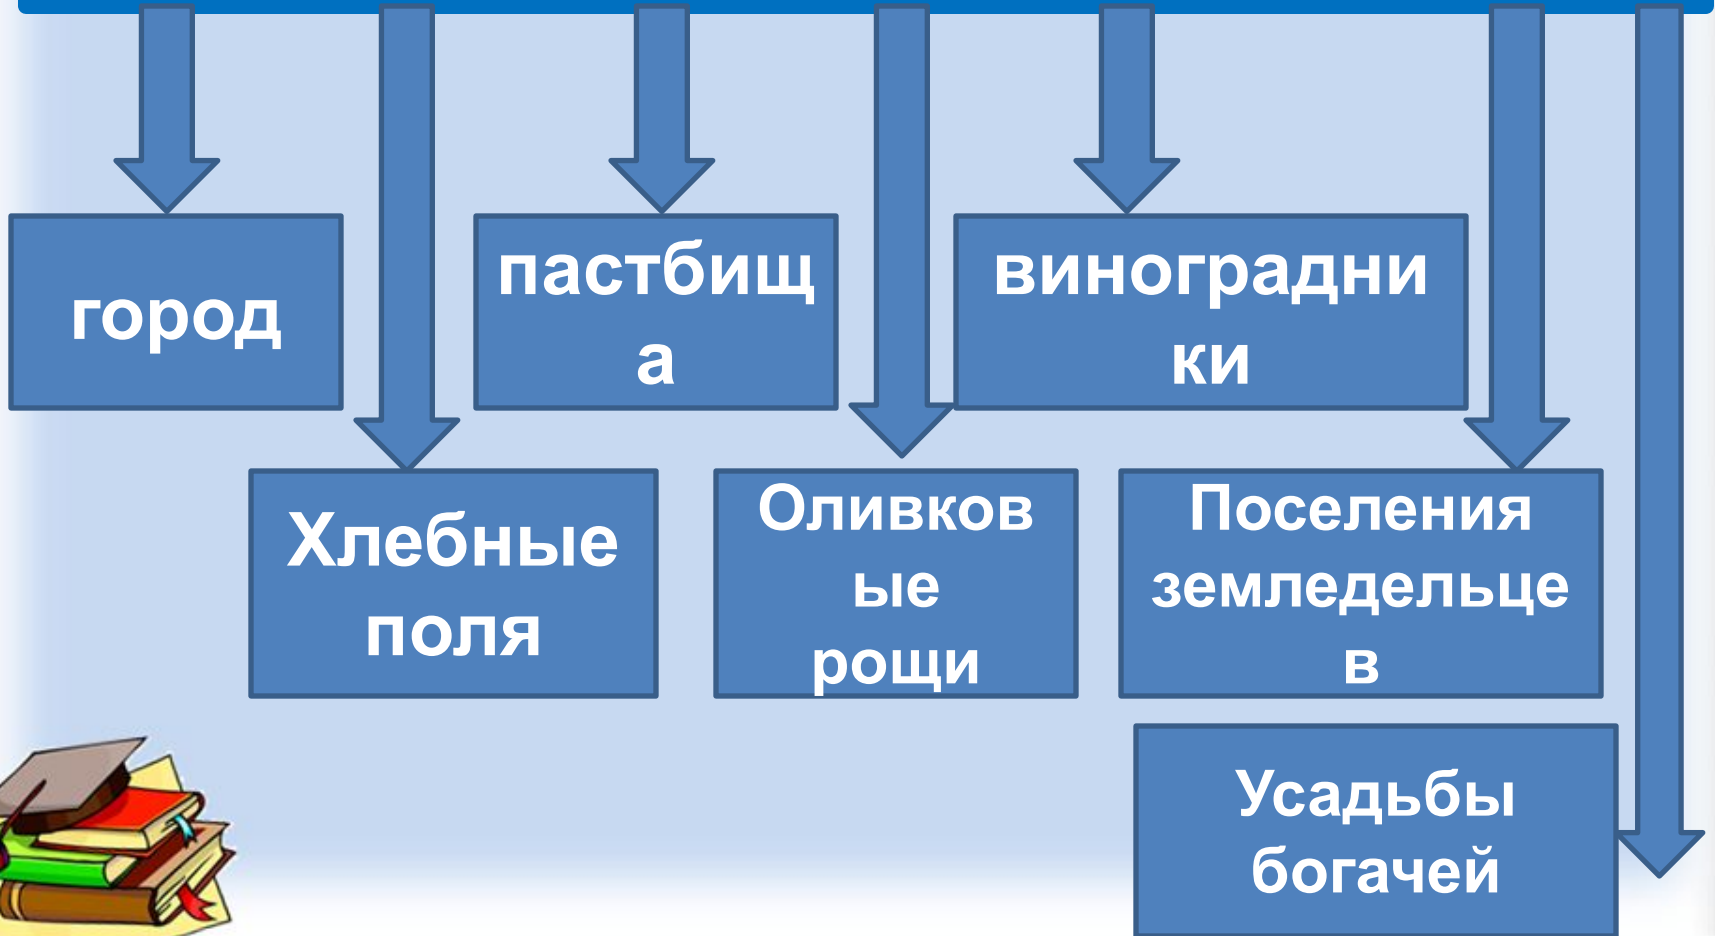 город
пастбищ
а
виноградни
ки
Хлебные
поля
Оливков
ые
рощи
Поселения
земледельце
в
Усадьбы
богачей